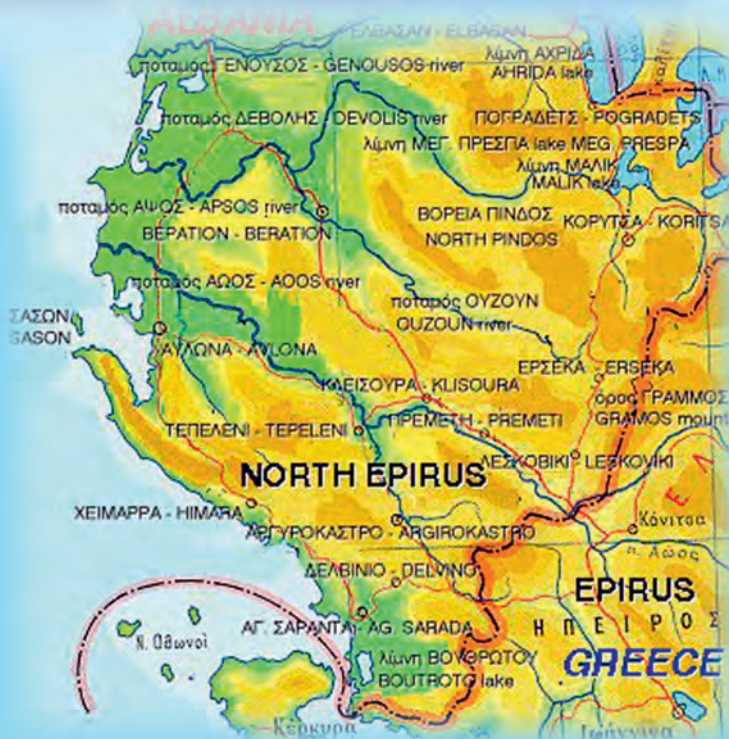 ALBANIA
ΕΛΒΑΣΑΝ - ELBASAN
ποταμός ΓΕΝΟΥΣΟΣ - GENOUSOS river
λίμνη ΑΧΡΙΔΑ
AHRIDA lake
ποταμός ΔΕΒΟΛΗΣ - DEVOLIS river
ΠΟΓΡΑΔΕΤΣ - POGRADETS
λίμνη ΜΕΓ. ΠΡΕΣΠΑ lake MEG. PRESPA
λίμνη ΜΑΛΙΚ
MALIK lake
ποταμός ΑΨΟΣ - APSOS river
ΒΕΡΑΤΙΟΝ - BERATION
ΒΟΡΕΙΑ ΠΙΝΔΟΣ
NORTH PINDOS
ΚΟΡΥΤΣΑ - KORITSA
ποταμός ΑΩΟΣ - AOOS river
ποταμός ΟΥΖΟΥΝ
OUZOUN river
ΣΑΣΩΝ
SASON
ΑΥΛΩΝΑ - AVLONA
ΕΡΣΕΚΑ - ERSEKA
ΚΛΕΙΣΟΥΡΑ - KLISOURA
όρος ΓΡΑΜΜΟΣ
GRAMOS mount
ΠΡΕΜΕΤΗ - PREMETI
ΤΕΠΕΛΕΝΙ - TEPELENI
ΛΕΣΚΟΒΙΚΙ - LESKOVIKI
NORTH EPIRUS
Ε Λ
ΧΕΙΜΑΡΡΑ - HIMARA
Κόνιτσα
ΑΡΓΥΡΟΚΑΣΤΡΟ - ARGIROKASTRO
π. Αώος
ΔΕΛΒΙΝΙΟ - DELVINO
EPIRUS
ΗΠΕΙΡΟΣ
ΑΓ. ΣΑΡΑΝΤΑ - AG. SARADA
Ν. Οθωνοί
λίμνη ΒΟΥΘΡΩΤΟΥ
BOUTROTO lake
GREECE
Κέρκυρα
Ιωάννινα